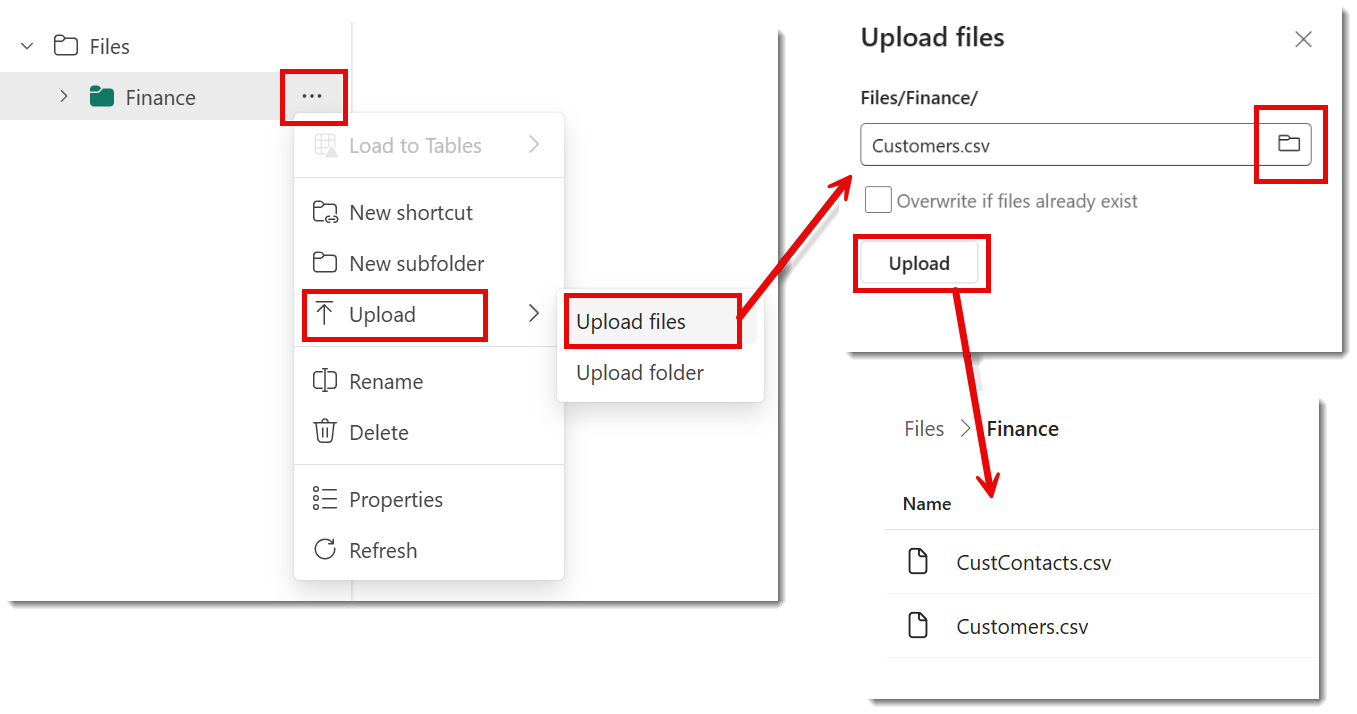 Files
Finance
...
Load to Tables
New shortcut
New subfolder
Upload
Rename
Delete
Properties
Refresh
Upload files
Upload folder
Upload files
Files/Finance/
Customers.csv
Overwrite if files already exist
Upload
Files > Finance
Name
CustContacts.csv
Customers.csv